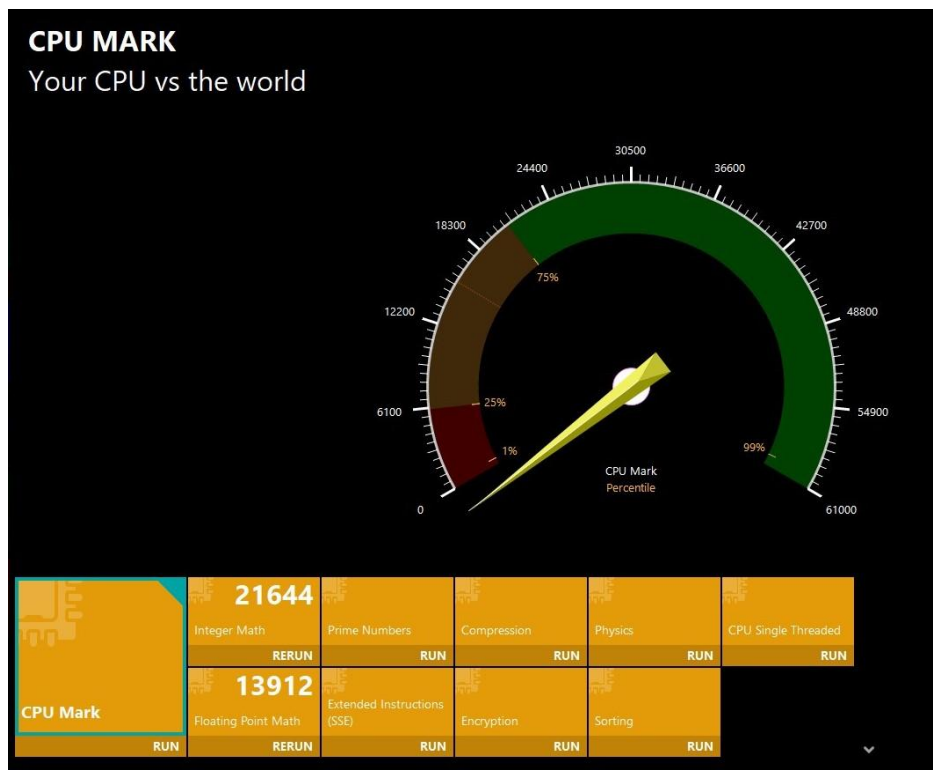 CPU MARK
Your CPU vs the world
30500
24400
36600
18300
42700
75%
12200
48800
25%
6100
54900
1%
99%
CPU Mark
Percentile
0
61000
21644
Integer Math
Prime Numbers
Compression
Physics
CPU Single Threaded
RERUN
RUN
RUN
RUN
RUN
13912
CPU Mark
Floating Point Math
Extended Instructions
(SSE)
Encryption
Sorting
RUN
RERUN
RUN
RUN
RUN